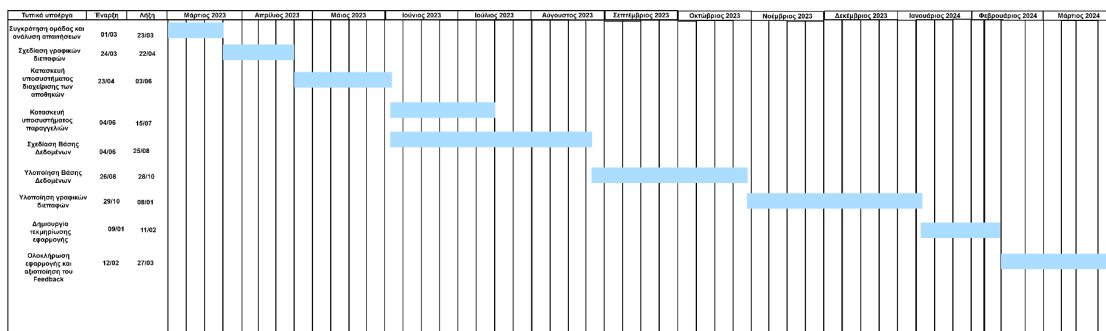 Τυπικά υποέργα Έναρξη Λήξη Μάρτιος 2023 Απρίλιος 2023 Μάιος 2023 Ιούνιος 2023 Ιούλιος 2023 Αύγουστος 2023 Σεπτέμβριος 2023 Οκτώβριος 2023 Νοέμβριος 2023 Δεκέμβριος 2023 Ιανουάριος 2024 Φεβρουάριος 2024 Μάρτιος 2024
Συγκρότηση ομάδας και
ανάλυση απαιτήσεων
01/03 23/03
Σχεδίαση γραφικών
διεπαφών
24/03 22/04
Κατασκευή
υποσυστήματος
διαχείρισης των
αποθηκών
23/04 03/06
Κατασκευή
υποσυστήματος
παραγγελιών
04/06 15/07
Σχεδίαση Βάσης
Δεδομένων
04/06 25/08
Υλοποίηση Βάσης
Δεδομένων
26/08 28/10
Υλοποίηση γραφικών
διεπαφών
29/10 08/01
Δημιουργία
τεκμηρίωσης
εφαρμογής
09/01 11/02
Ολοκλήρωση
εφαρμογής και
αξιοποίηση του
Feedback
12/02 27/03